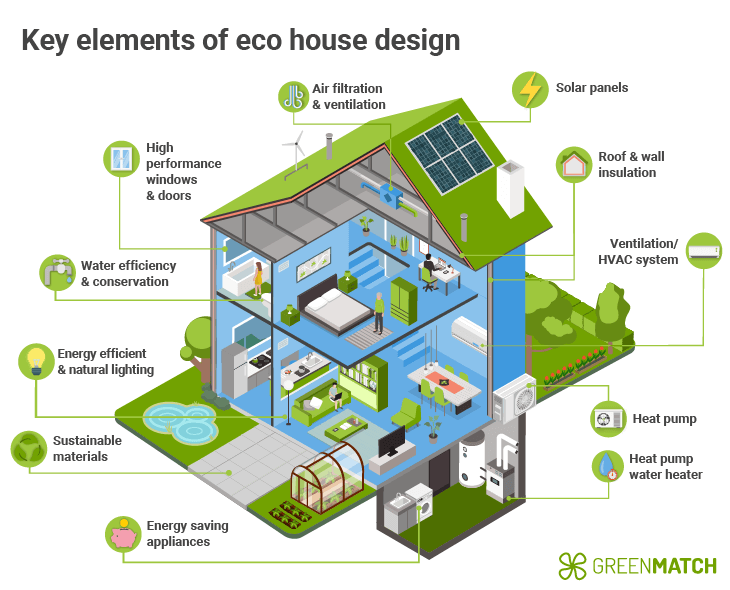 Key elements of eco house design
Air filtration
& ventilation
Solar panels
High
performance
windows
& doors
Roof & wall
insulation
Ventilation/
HVAC system
Water efficiency
& conservation
Energy efficient
& natural lighting
Heat pump
Sustainable
materials
Heat pump
water heater
Energy saving
appliances
GREENMATCH